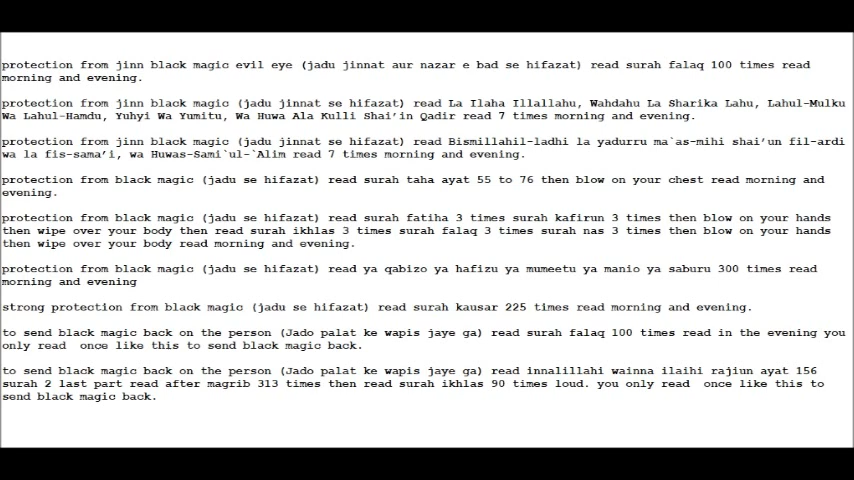 protection from jinn black magic evil eye (jadu jinnat aur nazar e bad se hifazat) read surah falaq 100 times read
morning and evening.
protection from jinn black magic (jadu jinnat se hifazat) read La Ilaha Illallahu, Wahdahu La Sharika Lahu, Lahul-Mulku
Wa Lahul-Hamdu, Yuhyi Wa Yumitu, Wa Huwa Ala Kulli Shai’in Qadir read 7 times morning and evening.
protection from jinn black magic (jadu jinnat se hifazat) read Bismillahil-ladhi la yadurru ma`as-mihi shai’un fil-ardi
wa la fis-sama’i, wa Huwas-Sami`ul-`Alim read 7 times morning and evening.
protection from black magic (jadu se hifazat) read surah taha ayat 55 to 76 then blow on your chest read morning and
evening.
protection from black magic (jadu se hifazat) read surah fatiha 3 times surah kafirun 3 times then blow on your hands
then wipe over your body then read surah ikhlas 3 times surah falaq 3 times surah nas 3 times then blow on your hands
then wipe over your body read morning and evening.
protection from black magic (jadu se hifazat) read ya qabizo ya hafizu ya mumeetu ya manio ya saburu 300 times read
morning and evening
strong protection from black magic (jadu se hifazat) read surah kausar 225 times read morning and evening.
to send black magic back on the person (Jado palat ke wapis jaye ga) read surah falaq 100 times read in the evening you
only read  once like this to send black magic back.
to send black magic back on the person (Jado palat ke wapis jaye ga) read innalillahi wainna ilaihi rajiun ayat 156
surah 2 last part read after magrib 313 times then read surah ikhlas 90 times loud. you only read  once like this to
send black magic back.